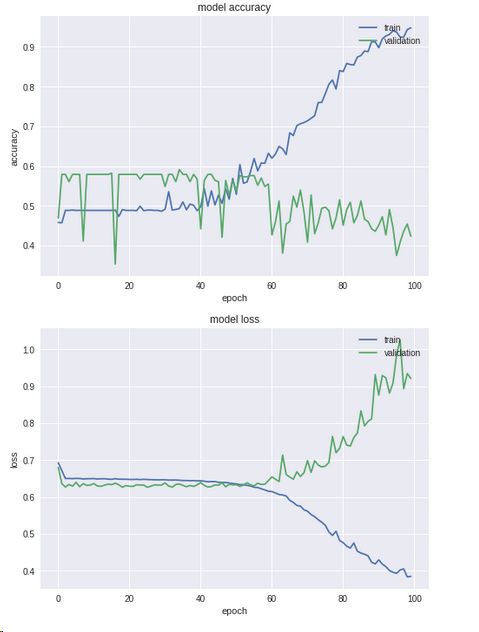 model accuracy
train
validation
0.9
0.8
0.7
0.6
0.5
0.4
accuracy
0 20 40 60 80 100
epoch
model loss
train
validation
1.0
0.9
0.8
0.7
0.6
0.5
0.4
loss
0 20 40 60 80 100
epoch